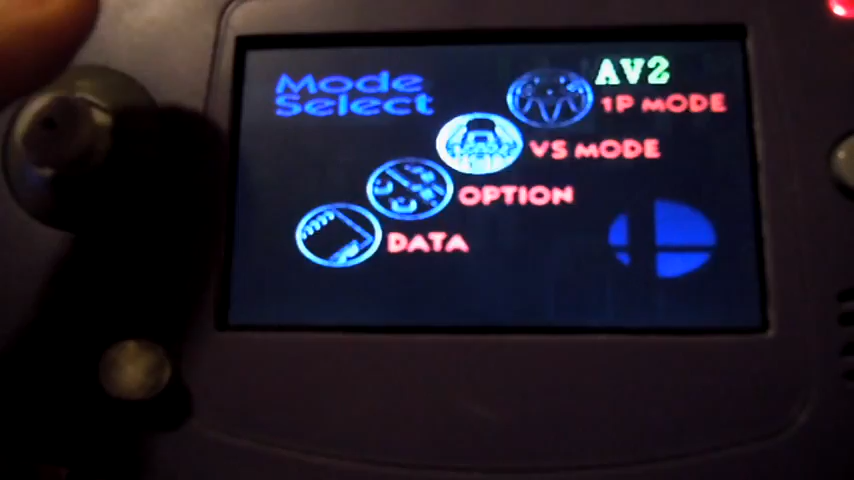 Mode
Select
AV2
1P MODE
VS MODE
OPTION
DATA